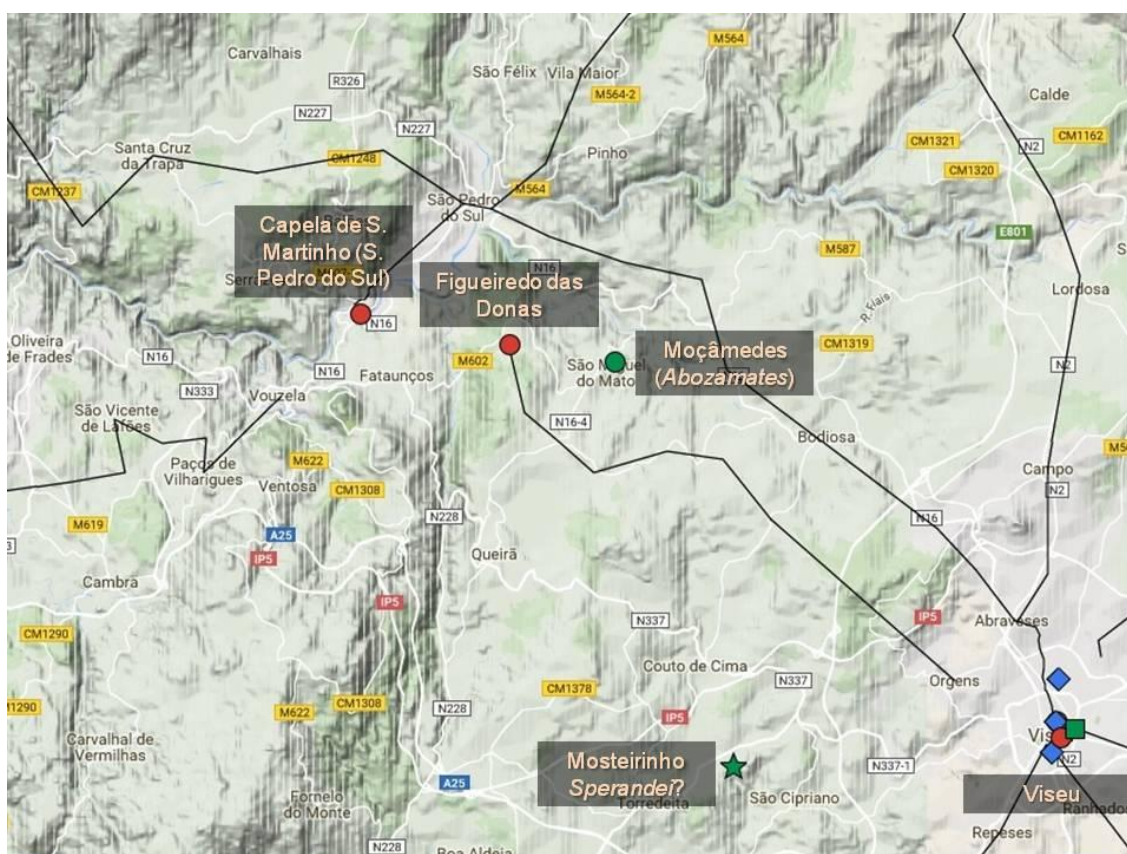 M564
Carvalhais
São Félix
Vila Maior
R326
M564-2
Calde
N227
N227
CM1162
CM1321
N2
Santa Cruz
da Trapa
CM1248
Pinho
CM1320
CM1237
M564
São Pedro
do Sul
Capela de S.
Martinho (S.
Pedro do Sul)
E801
M587
N16
Figueiredo das
Donas
Lordosa
R. Frais
N16
Oliveira
de Frades
CM1319
N16
M602
São Miguel
do Mato
Moçâmedes
(Abozamates)
N16
Fataunços
N2
N333
Vouzela
São Vicente
de Lafões
N16-4
Bodiosa
Paços de
Vilharigues
M622
Campo
Ventosa
CM1308
N2
M619
N228
N16
A25
IP5
Queirã
Cambra
IP5
N337
IP5
Abraveses
CM1290
Couto de Cima
CM1378
N337
Orgens
CM1308
M622
N228
IP5
Carvalhal de
Vermilhas
Mosteirinho
Sperandei?
N337-1
N2
A25
São Cipriano
Viseu
Fornelo
do Monte
Torredeita
Ranhados
Repeses
N228
Boa Aldeia